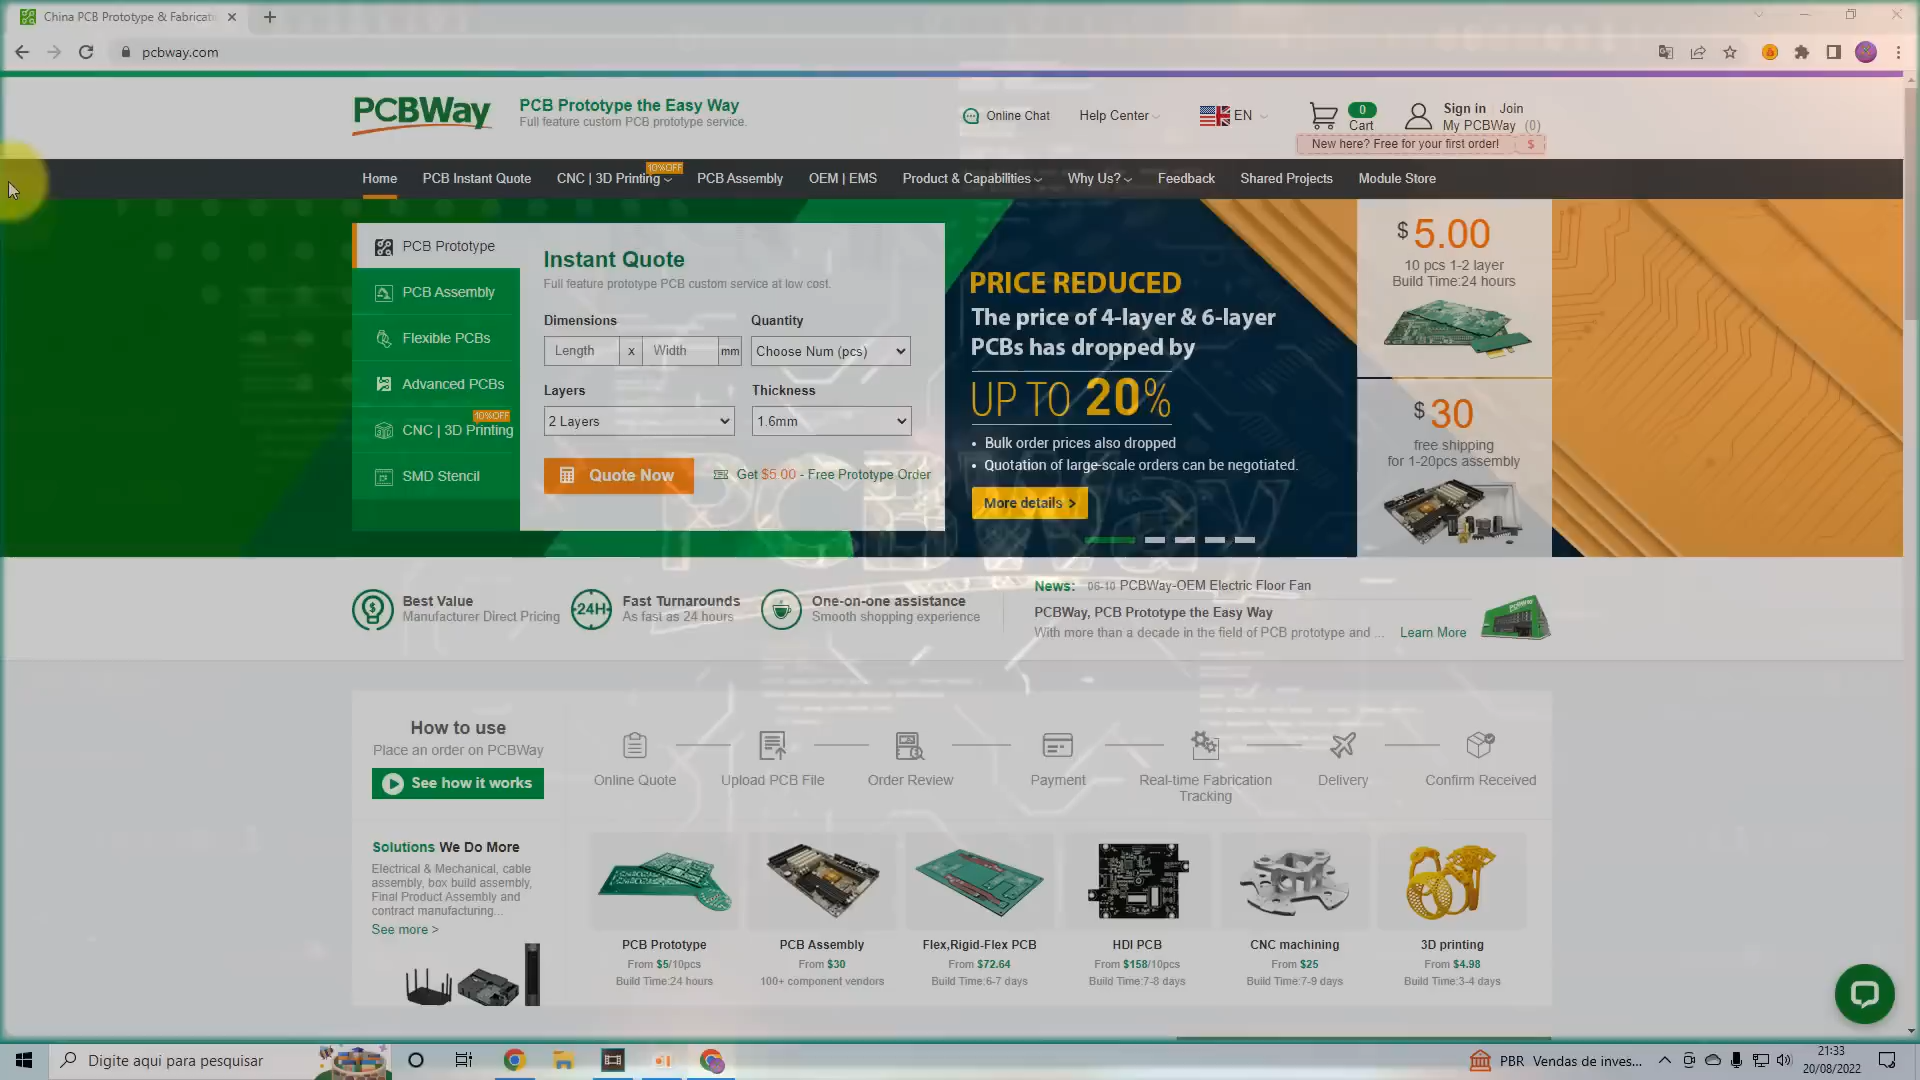 China PCB Prototype & Fabricat
pcbway.com
PCBWay
PCB Prototype the Easy Way
Full feature custom PCB prototype service.
Online Chat
Help Center
EN
0
Cart
Sign in
Join
My PCBWay (0)
New here? Free for your first order!
$
10%OFF
Home
PCB Instant Quote
CNC | 3D Printing
PCB Assembly
OEM | EMS
Product & Capabilities
Why Us?
Feedback
Shared Projects
Module Store
PCB Prototype
PCB Assembly
Flexible PCBs
Advanced PCBs
10%OFF
CNC | 3D Printing
SMD Stencil
Instant Quote
Full feature prototype PCB custom service at low cost.
Dimensions
Quantity
Length
x
Width
mm
Choose Num (pcs)
Layers
Thickness
2 Layers
1.6mm
Quote Now
Get $5.00 - Free Prototype Order
PRICE REDUCED
The price of 4-layer & 6-layer
PCBs has dropped by
UP TO 20%
• Bulk order prices also dropped
• Quotation of large-scale orders can be negotiated.
More details >
$ 5.00
10 pcs 1-2 layer
Build Time:24 hours
$ 30
free shipping
for 1-20pcs assembly
PCBWay
Best Value
Manufacturer Direct Pricing
24H
Fast Turnarounds
As fast as 24 hours
One-on-one assistance
Smooth shopping experience
News:
06-10 PCBWay-OEM Electric Floor Fan
PCBWay, PCB Prototype the Easy Way
With more than a decade in the field of PCB prototype and ...
Learn More
How to use
Place an order on PCBWay
See how it works
Online Quote
Upload PCB File
Order Review
Payment
Real-time Fabrication
Tracking
Delivery
Confirm Received
Solutions We Do More
Electrical & Mechanical, cable
assembly, box build assembly,
Final Product Assembly and
contract manufacturing...
See more >
PCB Prototype
From $5/10pcs
Build Time:24 hours
PCB Assembly
From $30
100+ component vendors
Flex,Rigid-Flex PCB
From $72.64
Build Time:6-7 days
HDI PCB
From $158/10pcs
Build Time:7-8 days
CNC machining
From $25
Build Time:7-9 days
3D printing
From $4.98
Build Time:3-4 days
Digite aqui para pesquisar
PBR
Vendas de inves...
21:33
20/08/2022